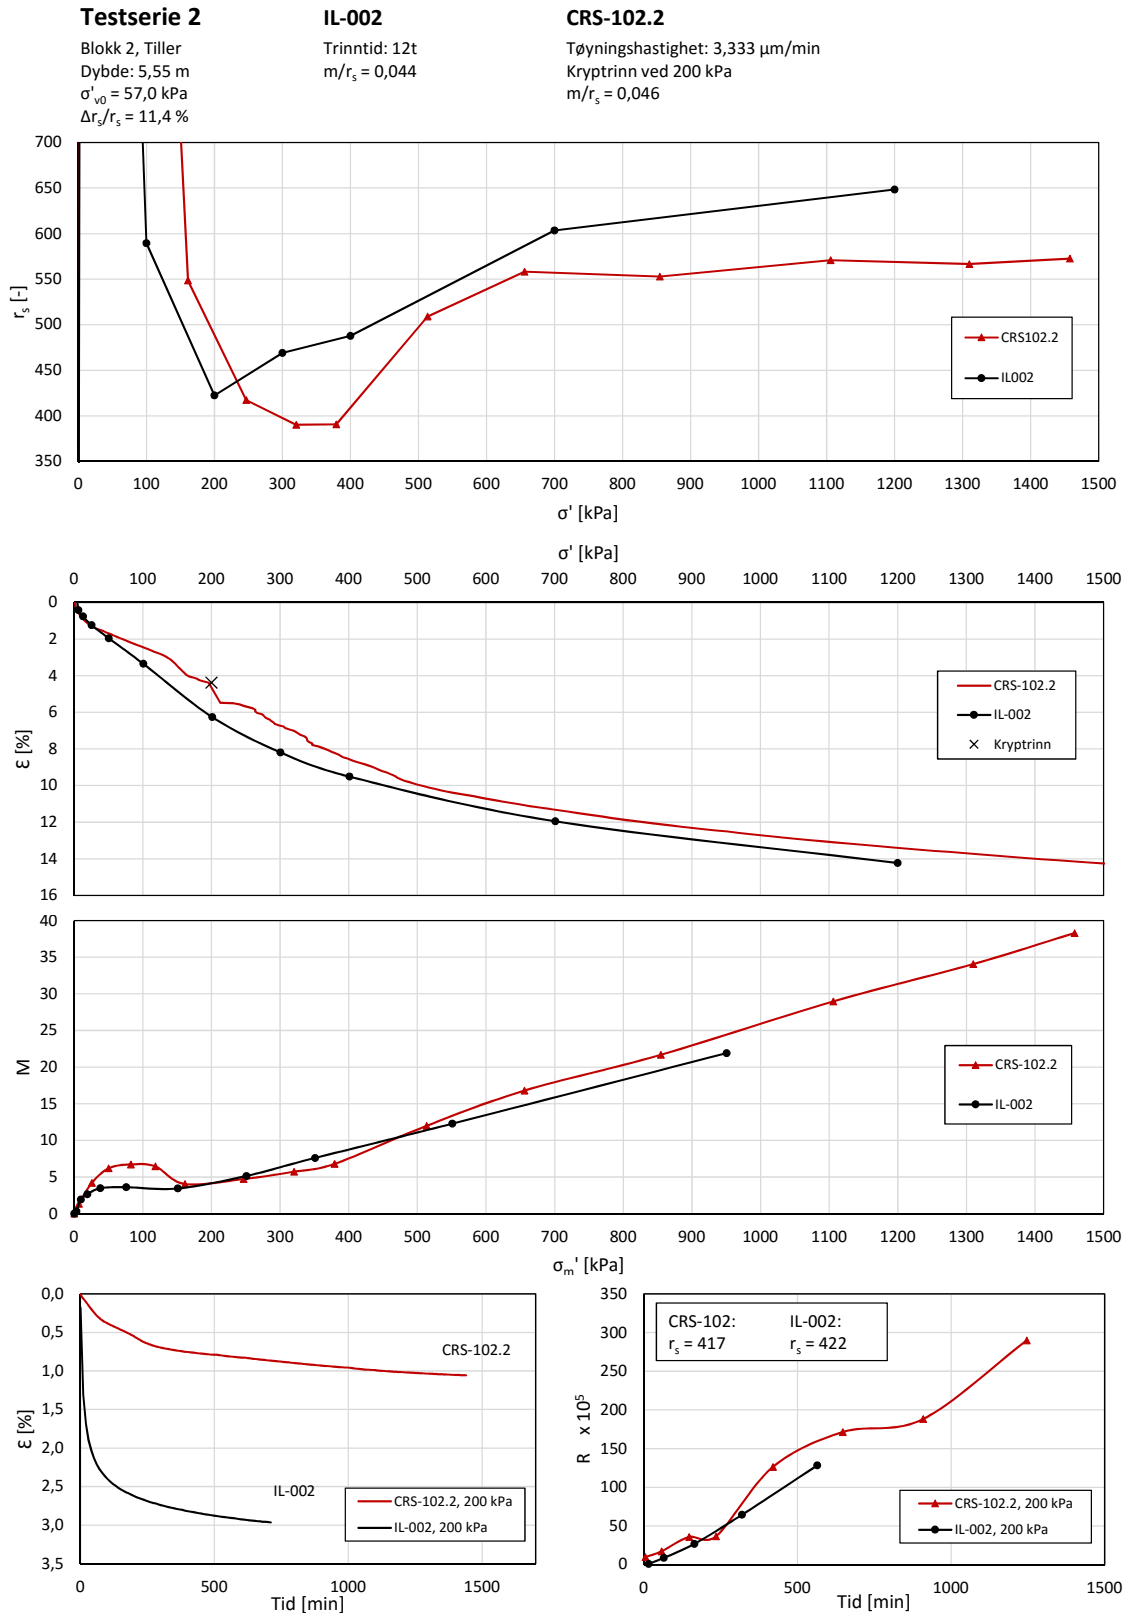 Testserie 2
IL-002
CRS-102.2
Blokk 2, Tiller
Trinntid: 12t
Tøyningshastighet: 3,333 µm/min
Dybde: 5,55 m
m/rs = 0,044
Kryptrinn ved 200 kPa
σ'v0 = 57,0 kPa
m/rs = 0,046
Δrs/rs = 11,4 %
700
650
600
550
500
450
400
350
rs [-]
CRS102.2
IL002
0 100 200 300 400 500 600 700 800 900 1000 1100 1200 1300 1400 1500
σ' [kPa]
σ' [kPa]
0 100 200 300 400 500 600 700 800 900 1000 1100 1200 1300 1400 1500
0
2
4
6
8
10
12
14
16
Ɛ [%]
CRS-102.2
IL-002
Kryptrinn
40
35
30
25
20
15
10
5
0
M
CRS-102.2
IL-002
0 100 200 300 400 500 600 700 800 900 1000 1100 1200 1300 1400 1500
σm' [kPa]
0,0
0,5
1,0
1,5
2,0
2,5
3,0
3,5
Ɛ [%]
CRS-102.2
IL-002
CRS-102.2, 200 kPa
IL-002, 200 kPa
0 500 1000 1500
Tid [min]
350
300
250
200
150
100
50
0
R x 10⁵
CRS-102: IL-002:
rs = 417 rs = 422
CRS-102.2, 200 kPa
IL-002, 200 kPa
0 500 1000 1500
Tid [min]